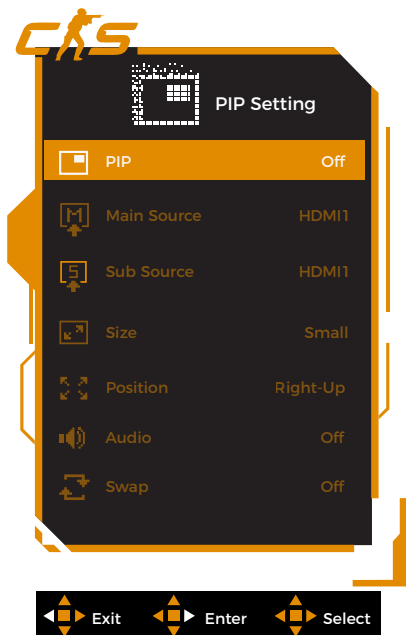 CS
PIP Setting
PIP Off
Main Source HDMI1
Sub Source HDMI1
Size Small
Position Right-Up
Audio Off
Swap Off
Exit Enter Select